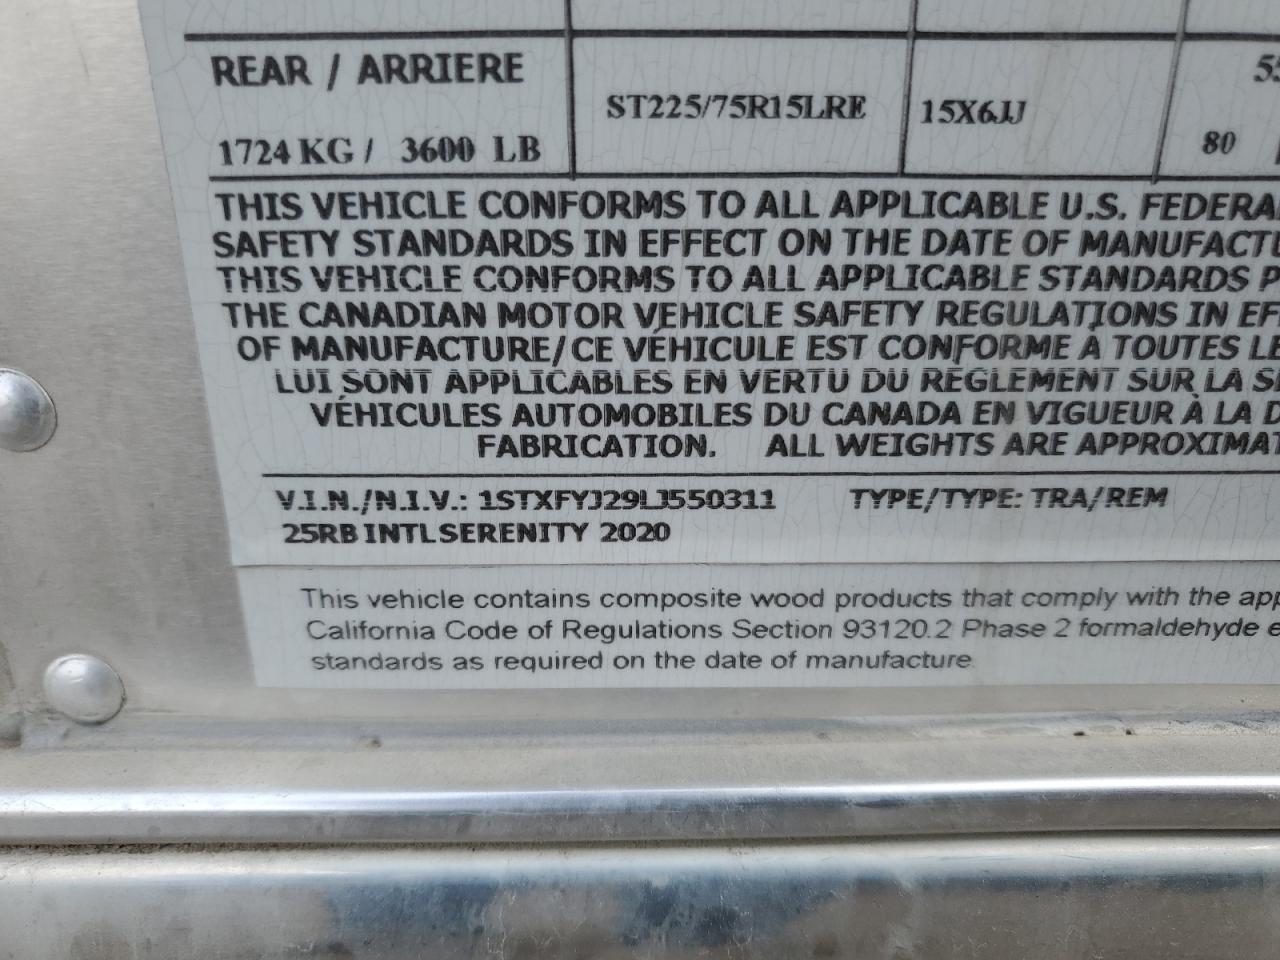 REAR / ARRIERE
1724 KG / 3600 LB
ST225/75R15LRE
15X6JJ
55
80
THIS VEHICLE CONFORMS TO ALL APPLICABLE U.S. FEDERA
SAFETY STANDARDS IN EFFECT ON THE DATE OF MANUFACTU
THIS VEHICLE CONFORMS TO ALL APPLICABLE STANDARDS P
THE CANADIAN MOTOR VEHICLE SAFETY REGULATIONS IN EF
OF MANUFACTURE/CE VÉHICULE EST CONFORME À TOUTES LE
LUI SONT APPLICABLES EN VERTU DU RÈGLEMENT SUR LA S
VÉHICULES AUTOMOBILES DU CANADA EN VIGUEUR À LA D
FABRICATION. ALL WEIGHTS ARE APPROXIMAT
V.I.N./N.I.V.: 1STXFYJ29LJ550311 TYPE/TYPE: TRA/REM
25RB INTLSERENITY 2020
This vehicle contains composite wood products that comply with the app
California Code of Regulations Section 93120.2 Phase 2 formaldehyde e
standards as required on the date of manufacture.